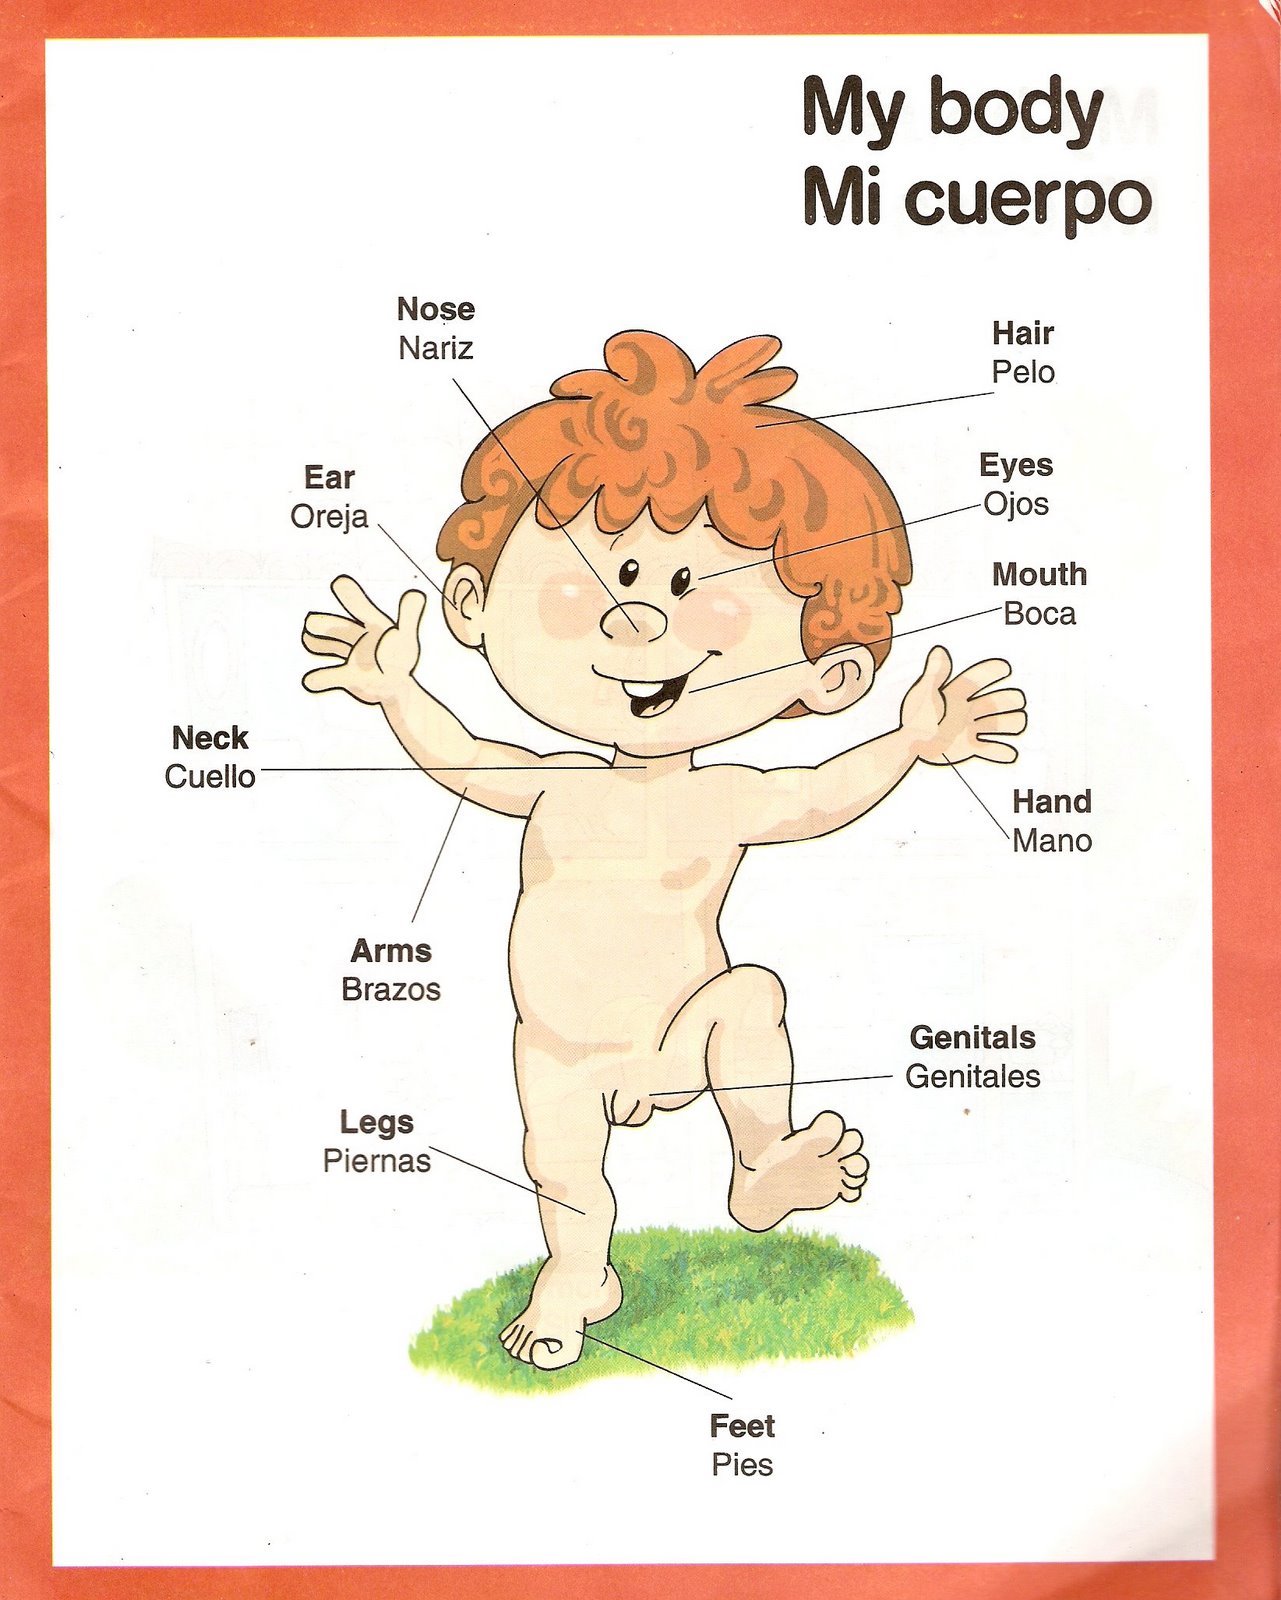 My body
Mi cuerpo
Nose
Nariz
Hair
Pelo
Ear
Oreja
Eyes
Ojos
Mouth
Boca
Neck
Cuello
Hand
Mano
Arms
Brazos
Genitals
Genitales
Legs
Piernas
Feet
Pies